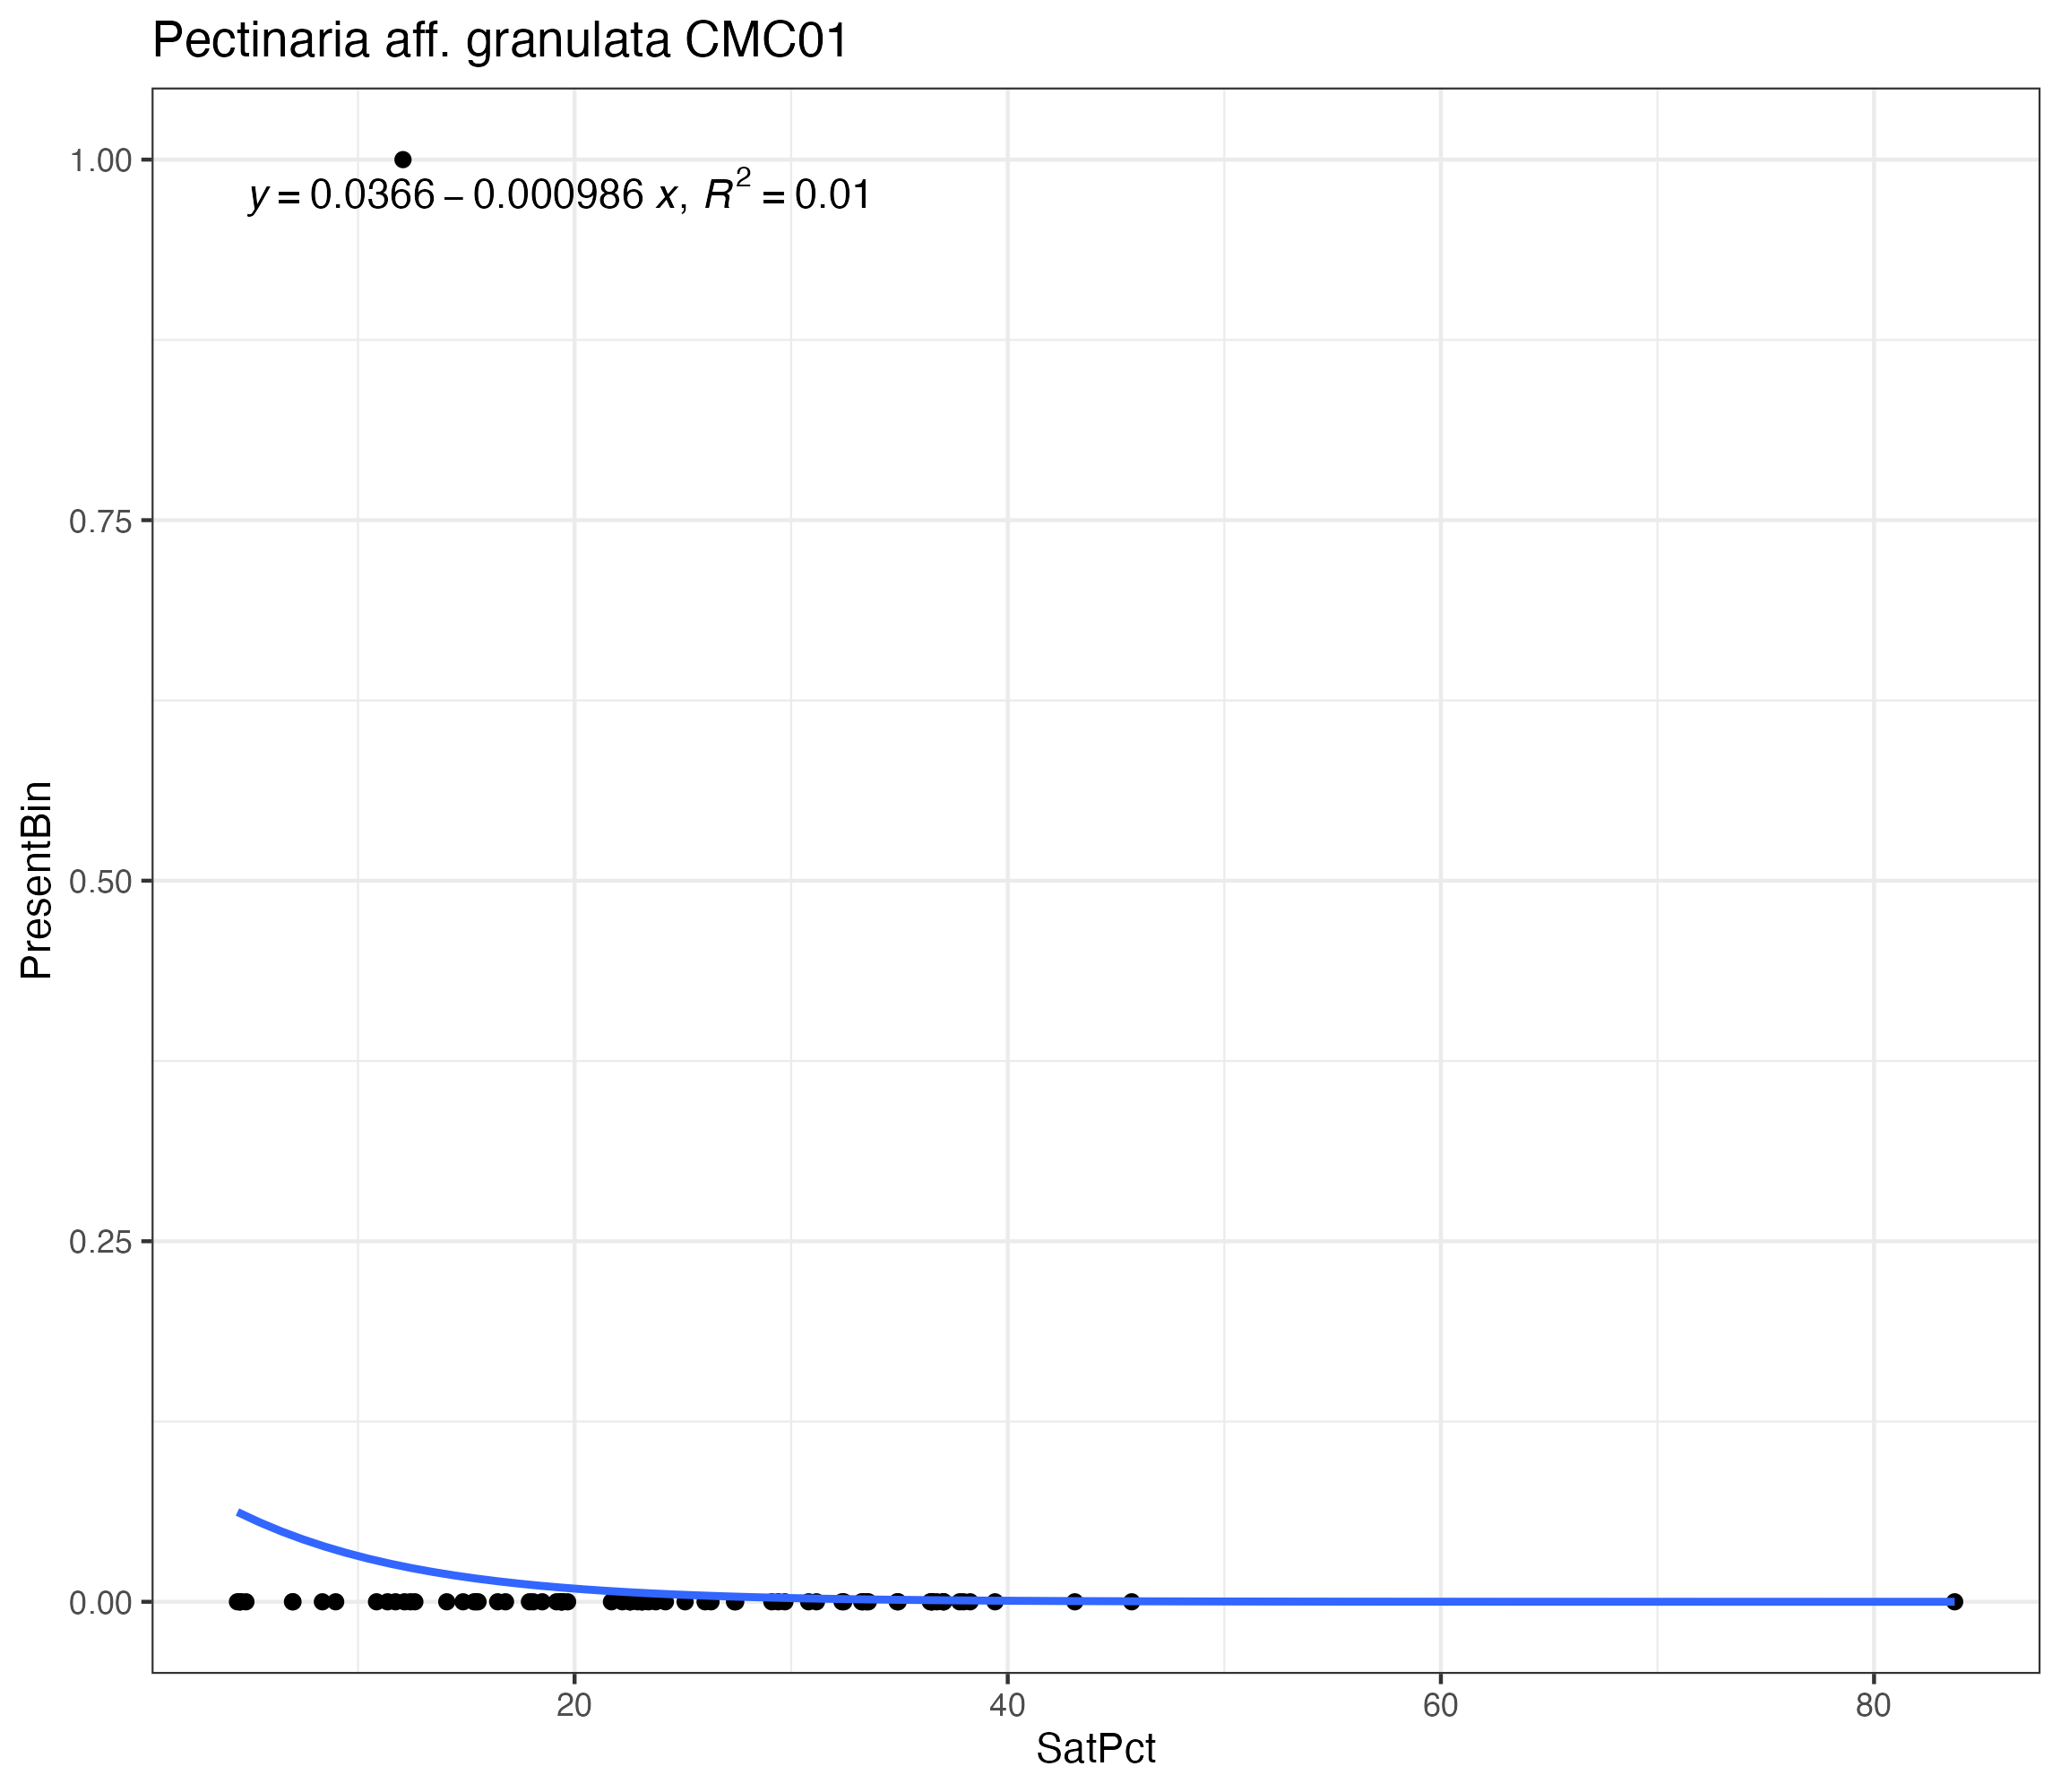 Pectinaria aff. granulata CMC01
1.00
y = 0.0366 − 0.000986 x, R² = 0.01
0.75
PresentBin
0.50
0.25
0.00
20 40 60 80
SatPct